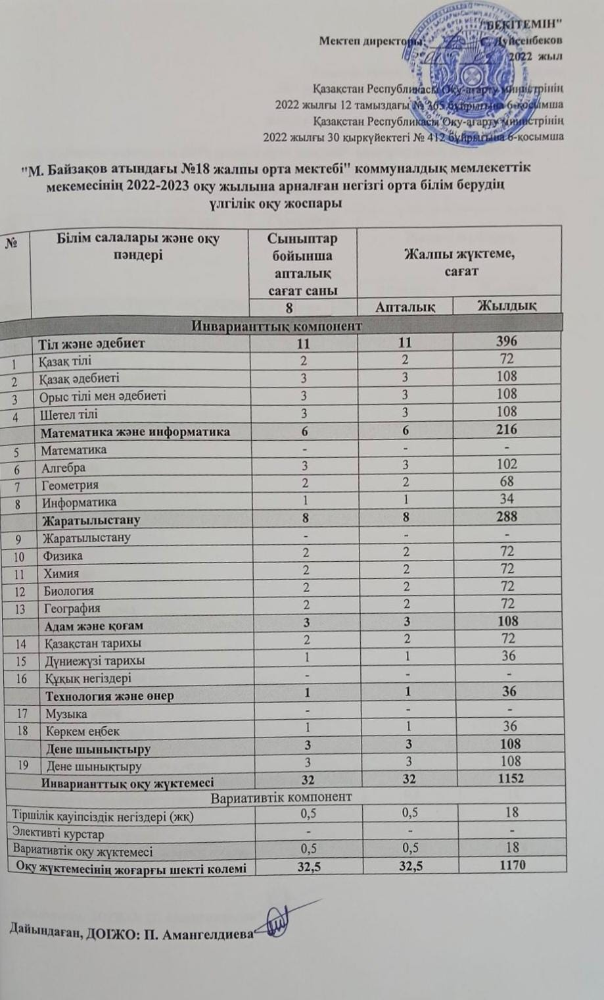 "БЕКІТЕМІН"
Мектеп директоры: С. Дүйсенбеков
2022 жыл
Қазақстан Республикасы Оқу-ағарту министрінің
2022 жылғы 12 тамыздағы № 365 бұйрығына 6-қосымша
Қазақстан Республикасы Оқу-ағарту министрінің
2022 жылғы 30 қыркүйектегі № 412 бұйрығына 6-қосымша
"М. Байзақов атындағы №18 жалпы орта мектебі" коммуналдық мемлекеттік
мекемесінің 2022-2023 оқу жылына арналған негізгі орта білім берудің
үлгілік оқу жоспары
№ Білім салалары және оқу пәндері Сыныптар бойынша апталық сағат саны Жалпы жүктеме, сағат
8 Апталық Жылдық
Инварианттық компонент
Тіл және әдебиет 11 11 396
1 Қазақ тілі 2 2 72
2 Қазақ әдебиеті 3 3 108
3 Орыс тілі мен әдебиеті 3 3 108
4 Шетел тілі 3 3 108
Математика және информатика 6 6 216
5 Математика - - -
6 Алгебра 3 3 102
7 Геометрия 2 2 68
8 Информатика 1 1 34
Жаратылыстану 8 8 288
9 Жаратылыстану - - -
10 Физика 2 2 72
11 Химия 2 2 72
12 Биология 2 2 72
13 География 2 2 72
Адам және қоғам 3 3 108
14 Қазақстан тарихы 2 2 72
15 Дүниежүзі тарихы 1 1 36
16 Құқық негіздері - - -
Технология және өнер 1 1 36
17 Музыка - - -
18 Көркем еңбек 1 1 36
Дене шынықтыру 3 3 108
19 Дене шынықтыру 3 3 108
Инварианттық оқу жүктемесі 32 32 1152
Вариативтік компонент
Тіршілік қауіпсіздік негіздері (жқ) 0,5 0,5 18
Элективті курстар - - -
Вариативтік оқу жүктемесі 0,5 0,5 18
Оқу жүктемесінің жоғарғы шекті көлемі 32,5 32,5 1170
Дайындаған, ДОІЖО: П. Амангелдиева